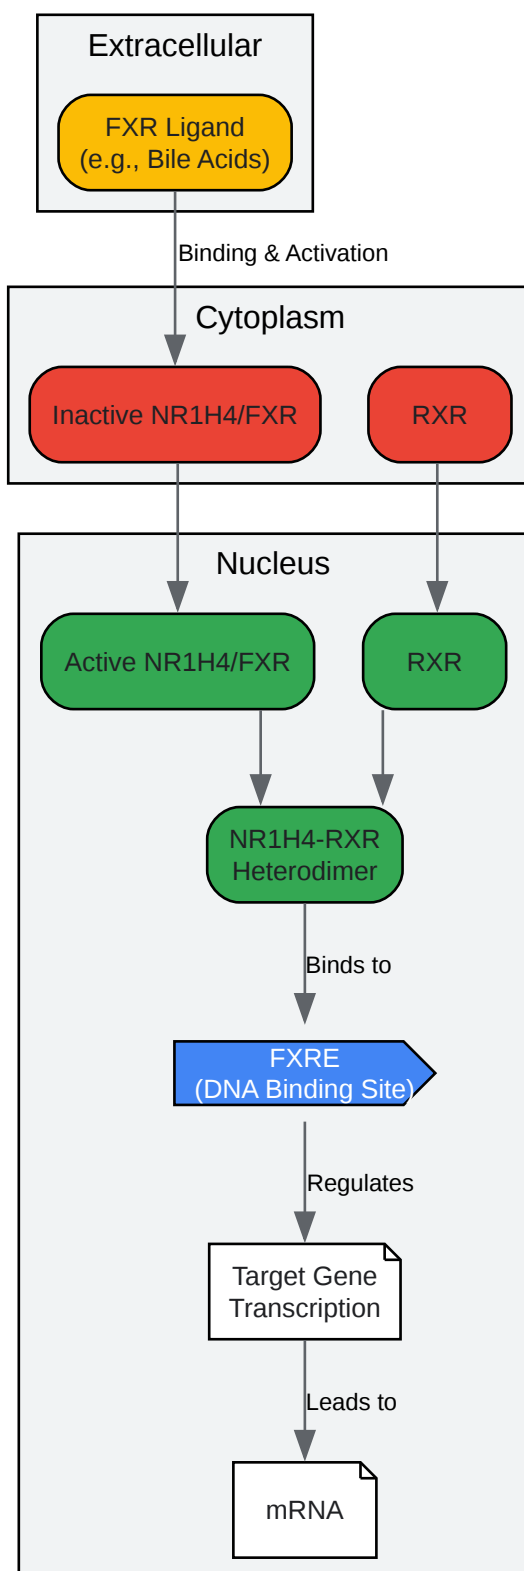 Extracellular
FXR Ligand
(e.g., Bile Acids)
Binding & Activation
Cytoplasm
Inactive NR1H4/FXR
RXR
Nucleus
Active NR1H4/FXR
RXR
NR1H4-RXR
Heterodimer
Binds to
FXRE
(DNA Binding Site)
Regulates
Target Gene
Transcription
Leads to
mRNA